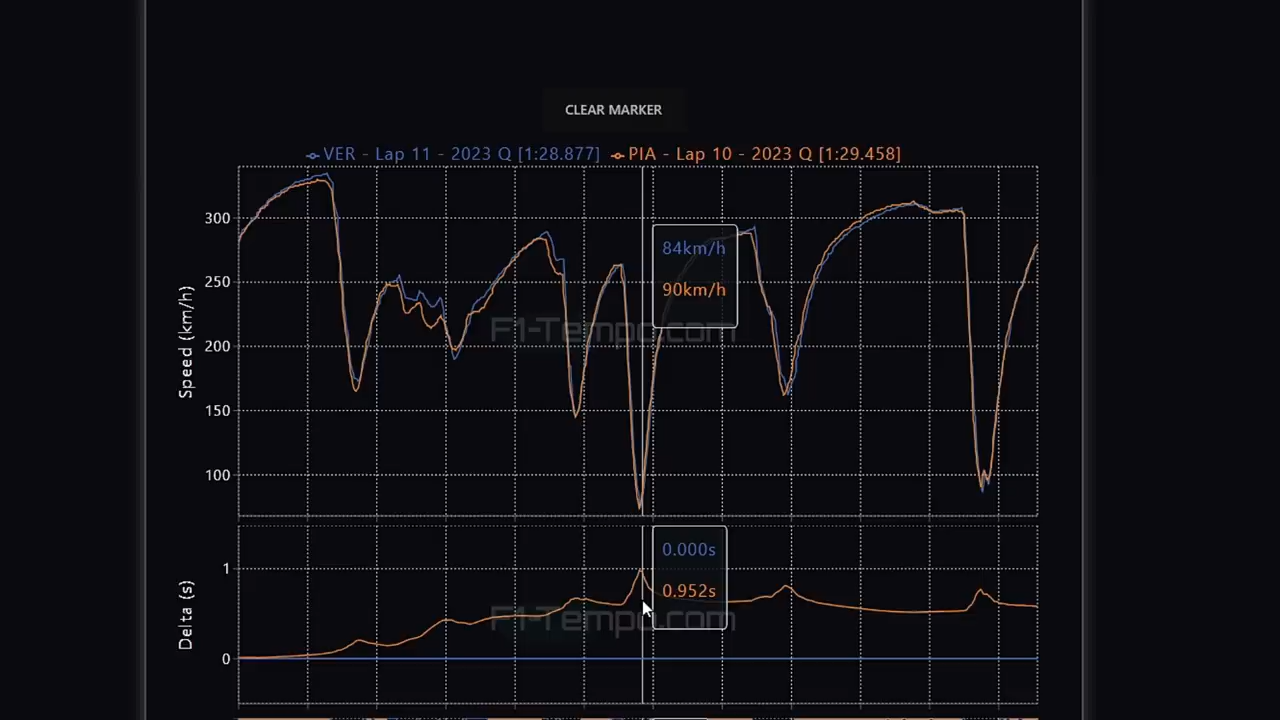 CLEAR MARKER
VER - Lap 11 - 2023 Q [1:28.877] PIA - Lap 10 - 2023 Q [1:29.458]
300
250
200
150
100
Speed (km/h)
84km/h
90km/h
F1-Tempo.com
1
0
Delta (s)
0.000s
0.952s
F1-Tempo.com